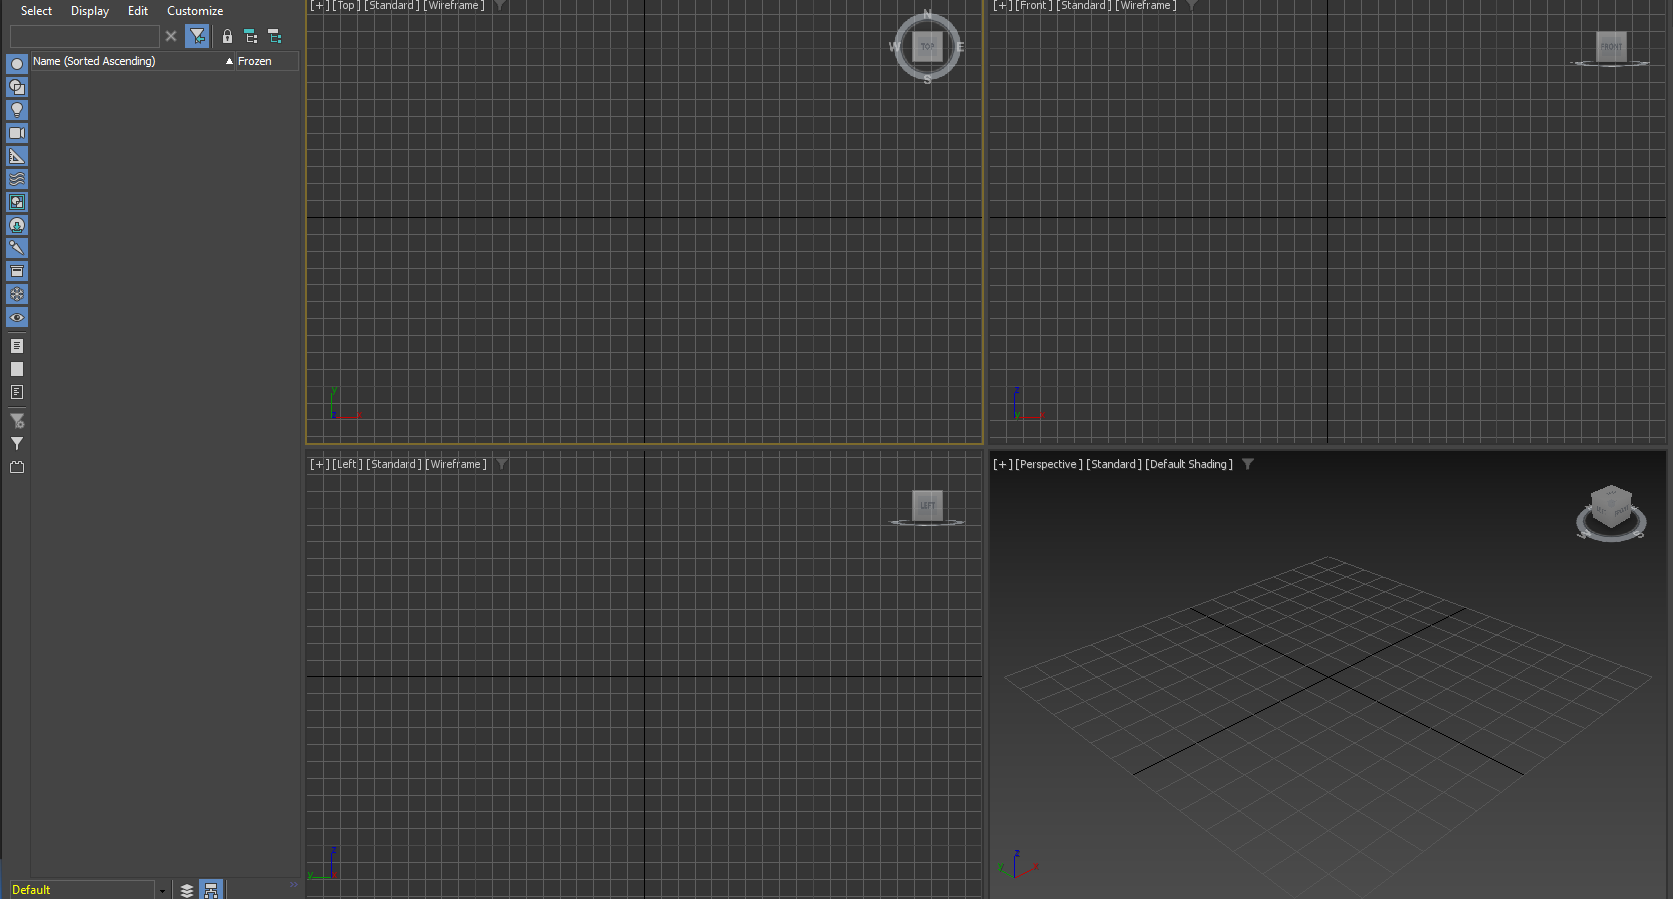 Select Display Edit Customize
Name (Sorted Ascending) Frozen
[+] [Top] [Standard] [Wireframe]
N
W TOP E
S
y
z x
[+] [Front] [Standard] [Wireframe]
FRONT
z
y x
[+] [Left] [Standard] [Wireframe]
LEFT
z
y x
[+] [Perspective] [Standard] [Default Shading]
W S
z
y x
Default